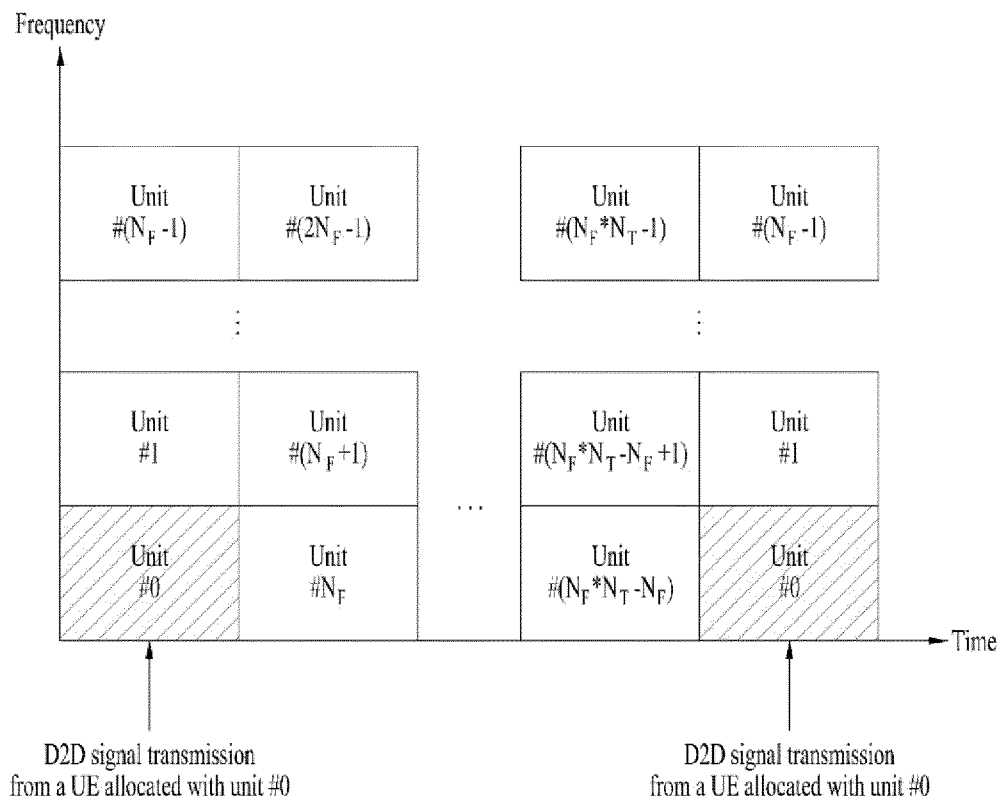 Frequency
Unit
#(N_F -1)
Unit
#(2N_F -1)
Unit
#(N_F*N_T -1)
Unit
#(N_F -1)
⋮
⋮
Unit
#1
Unit
#(N_F +1)
Unit
#(N_F*N_T -N_F +1)
Unit
#1
Unit
#0
Unit
#N_F
...
Unit
#(N_F*N_T -N_F)
Unit
#0
Time
D2D signal transmission
from a UE allocated with unit #0
D2D signal transmission
from a UE allocated with unit #0